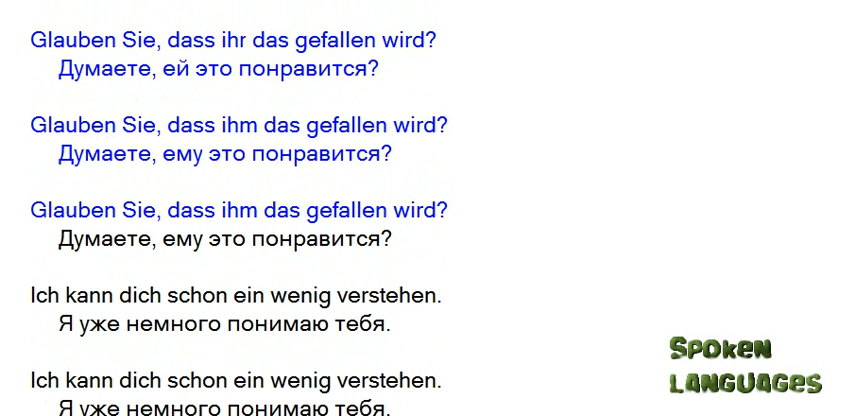 Glauben Sie, dass ihr das gefallen wird?
Думаете, ей это понравится?
Glauben Sie, dass ihm das gefallen wird?
Думаете, ему это понравится?
Glauben Sie, dass ihm das gefallen wird?
Думаете, ему это понравится?
Ich kann dich schon ein wenig verstehen.
Я уже немного понимаю тебя.
Ich kann dich schon ein wenig verstehen.
Я уже немного понимаю тебя.
SPOKEN
LANGUAGES